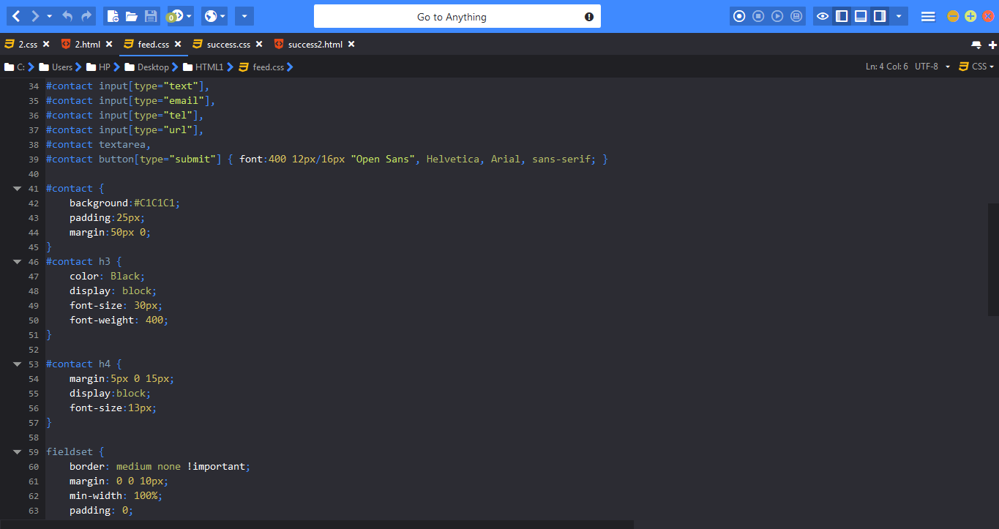 Go to Anything
0
2.css
2.html
feed.css
success.css
success2.html
C: Users HP Desktop HTML1 feed.css
Ln: 4 Col: 6 UTF-8 CSS
34 #contact input[type="text"],
35 #contact input[type="email"],
36 #contact input[type="tel"],
37 #contact input[type="url"],
38 #contact textarea,
39 #contact button[type="submit"] { font:400 12px/16px "Open Sans", Helvetica, Arial, sans-serif; }
40
41 #contact {
42 background:#C1C1C1;
43 padding:25px;
44 margin:50px 0;
45 }
46 #contact h3 {
47 color: Black;
48 display: block;
49 font-size: 30px;
50 font-weight: 400;
51 }
52
53 #contact h4 {
54 margin:5px 0 15px;
55 display:block;
56 font-size:13px;
57 }
58
59 fieldset {
60 border: medium none !important;
61 margin: 0 0 10px;
62 min-width: 100%;
63 padding: 0;